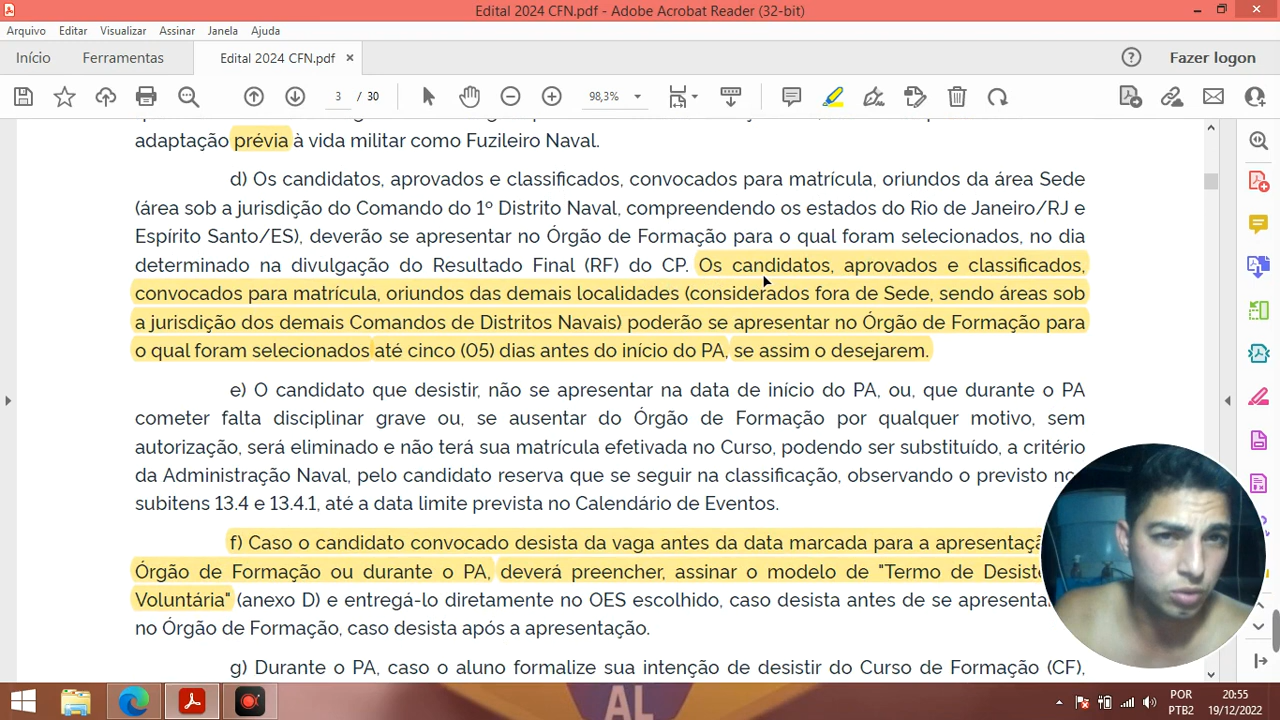 Edital 2024 CFN.pdf - Adobe Acrobat Reader (32-bit)
Arquivo Editar Visualizar Assinar Janela Ajuda
Início Ferramentas Edital 2024 CFN.pdf × Fazer logon
3 / 30 98,3%
adaptação prévia à vida militar como Fuzileiro Naval.
d) Os candidatos, aprovados e classificados, convocados para matrícula, oriundos da área Sede
(área sob a jurisdição do Comando do 1º Distrito Naval, compreendendo os estados do Rio de Janeiro/RJ e
Espírito Santo/ES), deverão se apresentar no Órgão de Formação para o qual foram selecionados, no dia
determinado na divulgação do Resultado Final (RF) do CP. Os candidatos, aprovados e classificados,
convocados para matrícula, oriundos das demais localidades (considerados fora de Sede, sendo áreas sob
a jurisdição dos demais Comandos de Distritos Navais) poderão se apresentar no Órgão de Formação para
o qual foram selecionados até cinco (05) dias antes do início do PA, se assim o desejarem.
e) O candidato que desistir, não se apresentar na data de início do PA, ou, que durante o PA
cometer falta disciplinar grave ou, se ausentar do Órgão de Formação por qualquer motivo, sem
autorização, será eliminado e não terá sua matrícula efetivada no Curso, podendo ser substituído, a critério
da Administração Naval, pelo candidato reserva que se seguir na classificação, observando o previsto
subitens 13.4 e 13.4.1, até a data limite prevista no Calendário de Eventos.
f) Caso o candidato convocado desista da vaga antes da data marcada para a
Órgão de Formação ou durante o PA, deverá preencher, assinar o modelo de "Termo de
Voluntária" (anexo D) e entregá-lo diretamente no OES escolhido, caso desista antes de se
no Órgão de Formação, caso desista após a apresentação.
g) Durante o PA, caso o aluno formalize sua intenção de desistir do Curso de Formação (CF),
AL
POR 20:55
PTB2 19/12/2022